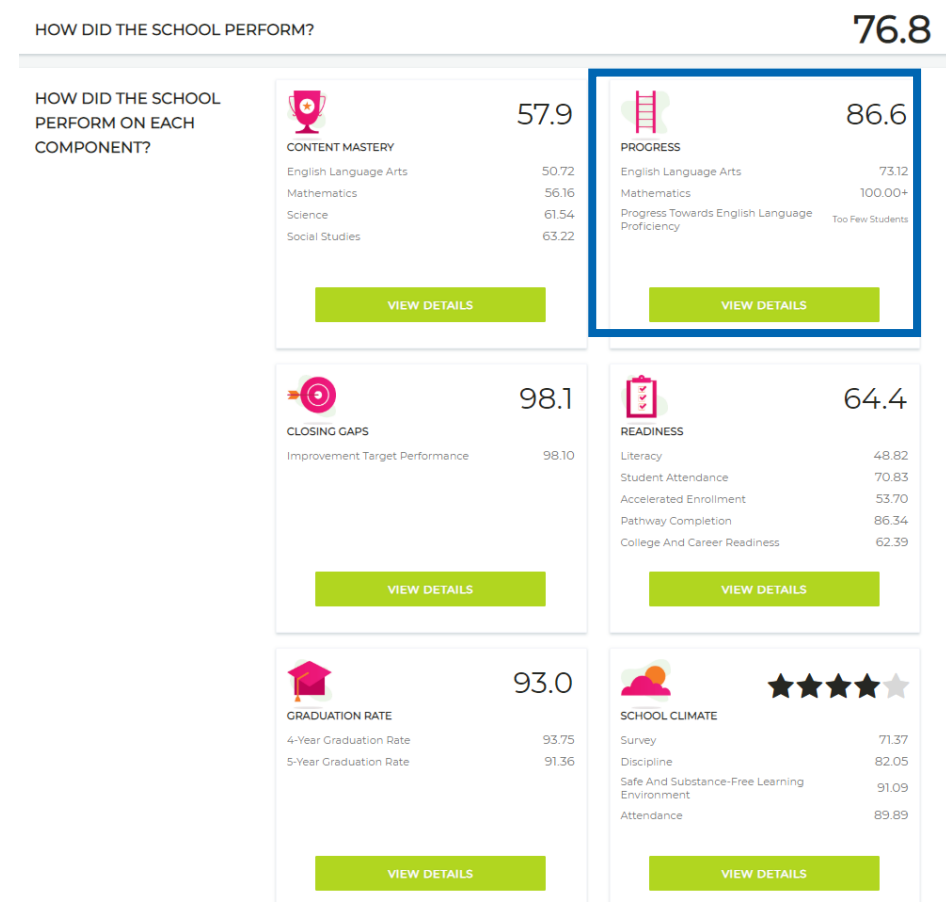 HOW DID THE SCHOOL PERFORM?
76.8
HOW DID THE SCHOOL
PERFORM ON EACH
COMPONENT?
57.9
CONTENT MASTERY
English Language Arts 50.72
Mathematics 56.16
Science 61.54
Social Studies 63.22
VIEW DETAILS
86.6
PROGRESS
English Language Arts 73.12
Mathematics 100.00+
Progress Towards English Language
Proficiency
Too Few Students
VIEW DETAILS
98.1
CLOSING GAPS
Improvement Target Performance 98.10
VIEW DETAILS
64.4
READINESS
Literacy 48.82
Student Attendance 70.83
Accelerated Enrollment 53.70
Pathway Completion 86.34
College And Career Readiness 62.39
VIEW DETAILS
93.0
GRADUATION RATE
4-Year Graduation Rate 93.75
5-Year Graduation Rate 91.36
VIEW DETAILS
SCHOOL CLIMATE
Survey 71.37
Discipline 82.05
Safe And Substance-Free Learning
Environment
91.09
Attendance 89.89
VIEW DETAILS